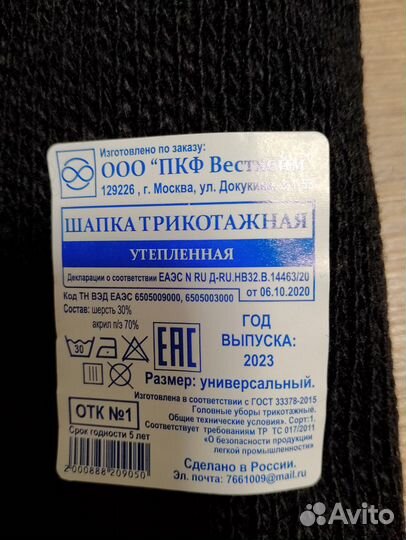 Изготовлено по заказу:
ООО "ПКФ Вестхейм"
129226, г. Москва, ул. Докукина,
ШАПКА ТРИКОТАЖНАЯ
УТЕПЛЕННАЯ
Декларации о соответствии ЕАЭС N RU Д-RU.НВ32.В.14463/20
от 06.10.2020
Код ТН ВЭД ЕАЭС 6505009000, 6505003000
Состав: шерсть 30%
акрил п/э 70%
30
EAC
ГОД
ВЫПУСКА:
2023
Размер: универсальный.
ОТК №1
Срок годности 5 лет
Изготовлена в соответствии с ГОСТ 33378-2015
Головные уборы трикотажные.
Общие технические условия. Сорт:1.
Соответствует требованиям ТР ТС 017/2011
«О безопасности продукции
легкой промышленности»
2000888209050
Сделано в России.
Эл. почта: 7661009@mail.ru
Avito